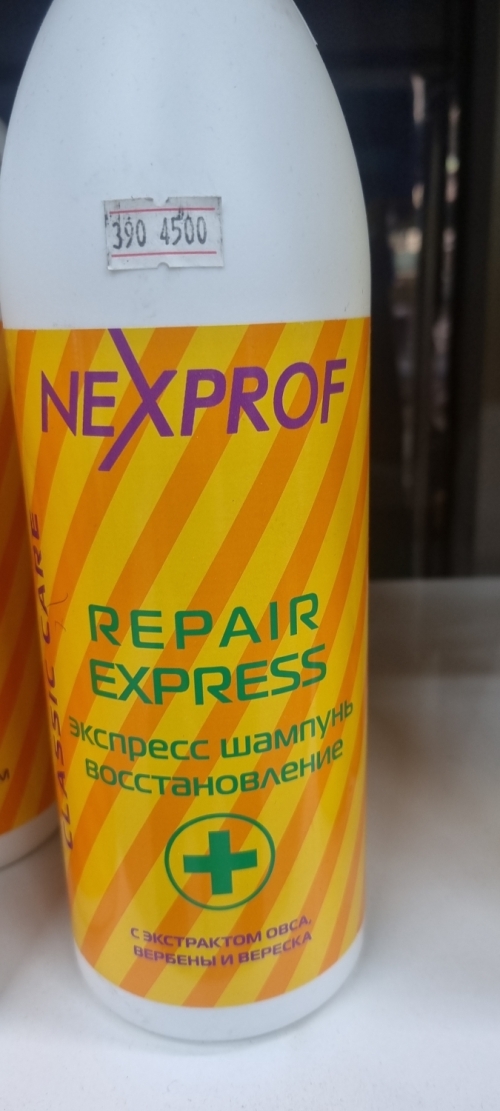 390 4500
NEXPROF
CLASSIC CARE
REPAIR
EXPRESS
экспресс шампунь
восстановление
С ЭКСТРАКТОМ ОВСА,
ВЕРБЕНЫ И ВЕРЕСКА